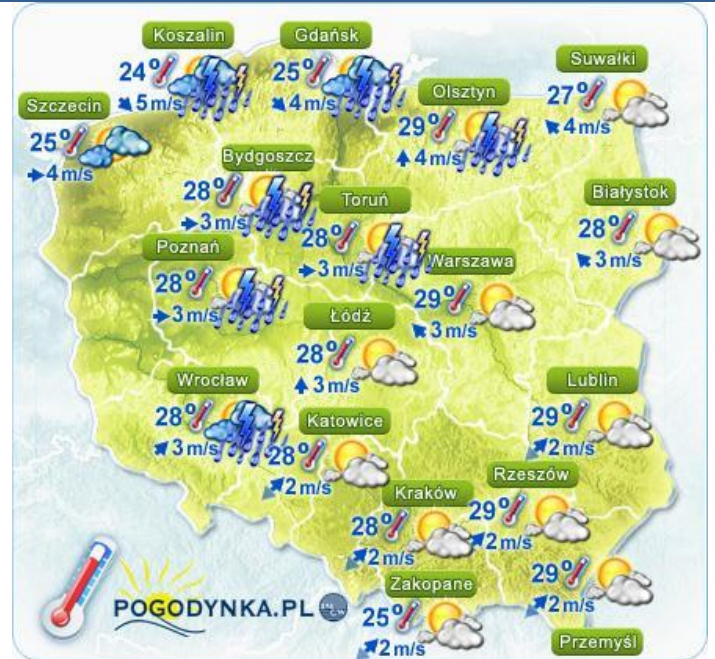 Koszalin
24°
5 m/s
Gdańsk
25°
4 m/s
Suwałki
27°
4 m/s
Szczecin
25°
4 m/s
Olsztyn
29°
4 m/s
Bydgoszcz
28°
3 m/s
Toruń
28°
3 m/s
Białystok
28°
3 m/s
Poznań
28°
3 m/s
Warszawa
29°
3 m/s
Łódź
28°
3 m/s
Wrocław
28°
3 m/s
Katowice
28°
2 m/s
Lublin
29°
2 m/s
Kraków
28°
2 m/s
Rzeszów
29°
2 m/s
Zakopane
25°
2 m/s
29°
2 m/s
Przemyśl
POGODYNKA.PL